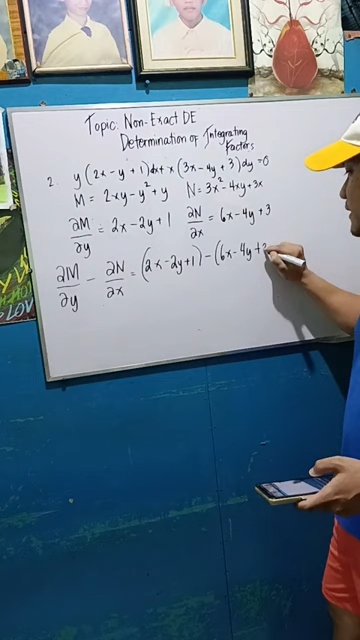 Topic: Non-Exact DE
Determination of Integrating
Factors
2. y(2x - y + 1)dx + x(3x - 4y + 3)dy = 0
M = 2xy - y² + y N = 3x² - 4xy + 3x
∂M/∂y = 2x - 2y + 1 ∂N/∂x = 6x - 4y + 3
∂M/∂y - ∂N/∂x = (2x - 2y + 1) - (6x - 4y + 3